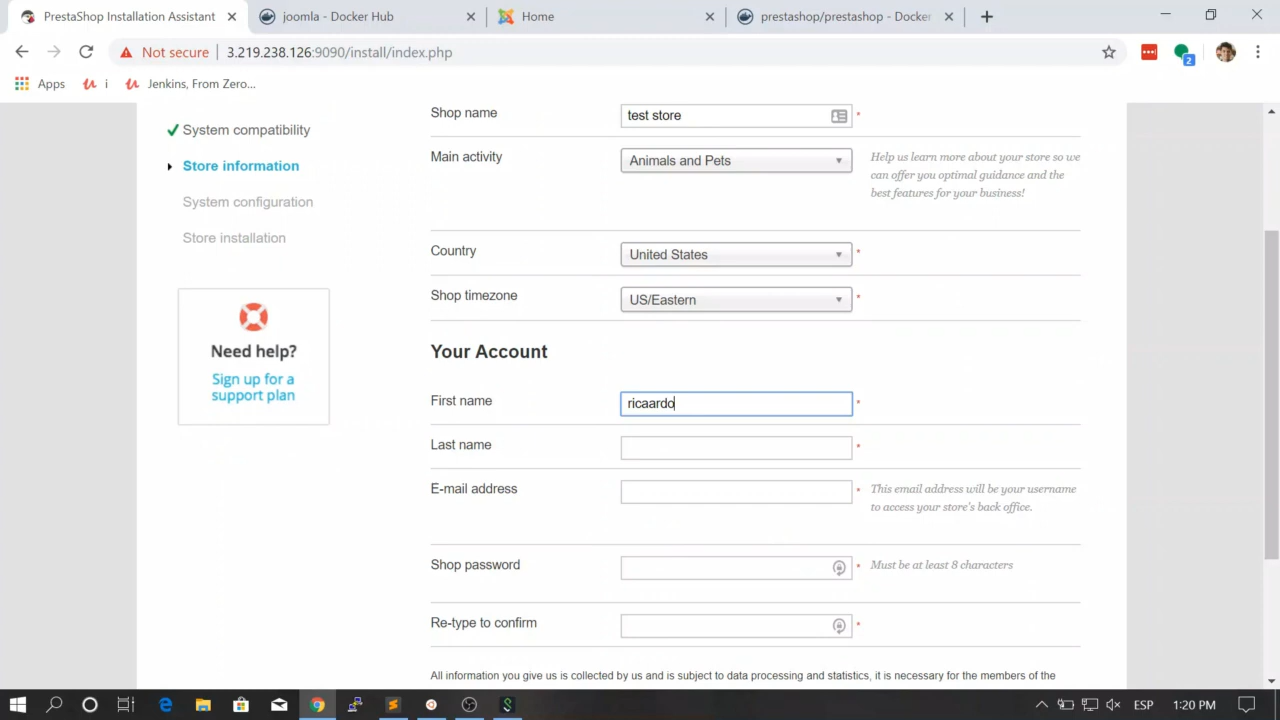 PrestaShop Installation Assistant
joomla - Docker Hub
Home
prestashop/prestashop - Docker
Not secure
3.219.238.126:9090/install/index.php
2
Apps
i
Jenkins, From Zero...
System compatibility
Store information
System configuration
Store installation
Need help?
Sign up for a
support plan
Shop name
test store
*
Main activity
Animals and Pets
Help us learn more about your store so we
can offer you optimal guidance and the
best features for your business!
Country
United States
*
Shop timezone
US/Eastern
*
Your Account
First name
ricaardo
*
Last name
*
E-mail address
*
This email address will be your username
to access your store's back office.
Shop password
*
Must be at least 8 characters
Re-type to confirm
*
All information you give us is collected by us and is subject to data processing and statistics, it is necessary for the members of the
ESP
1:20 PM